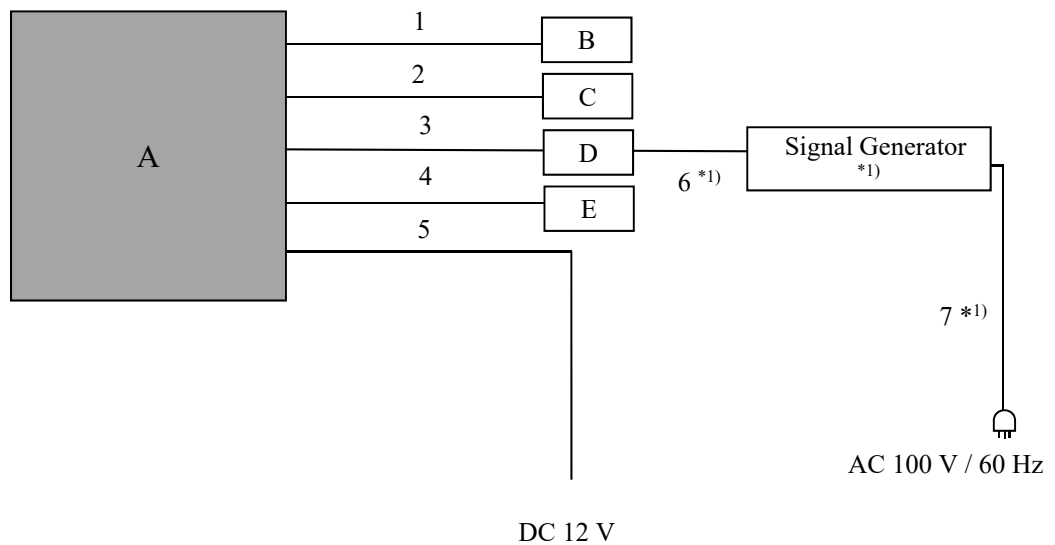 1
B
2
C
3
A
D
Signal Generator
*1)
6 *1)
4
E
5
7 *1)
AC 100 V / 60 Hz
DC 12 V